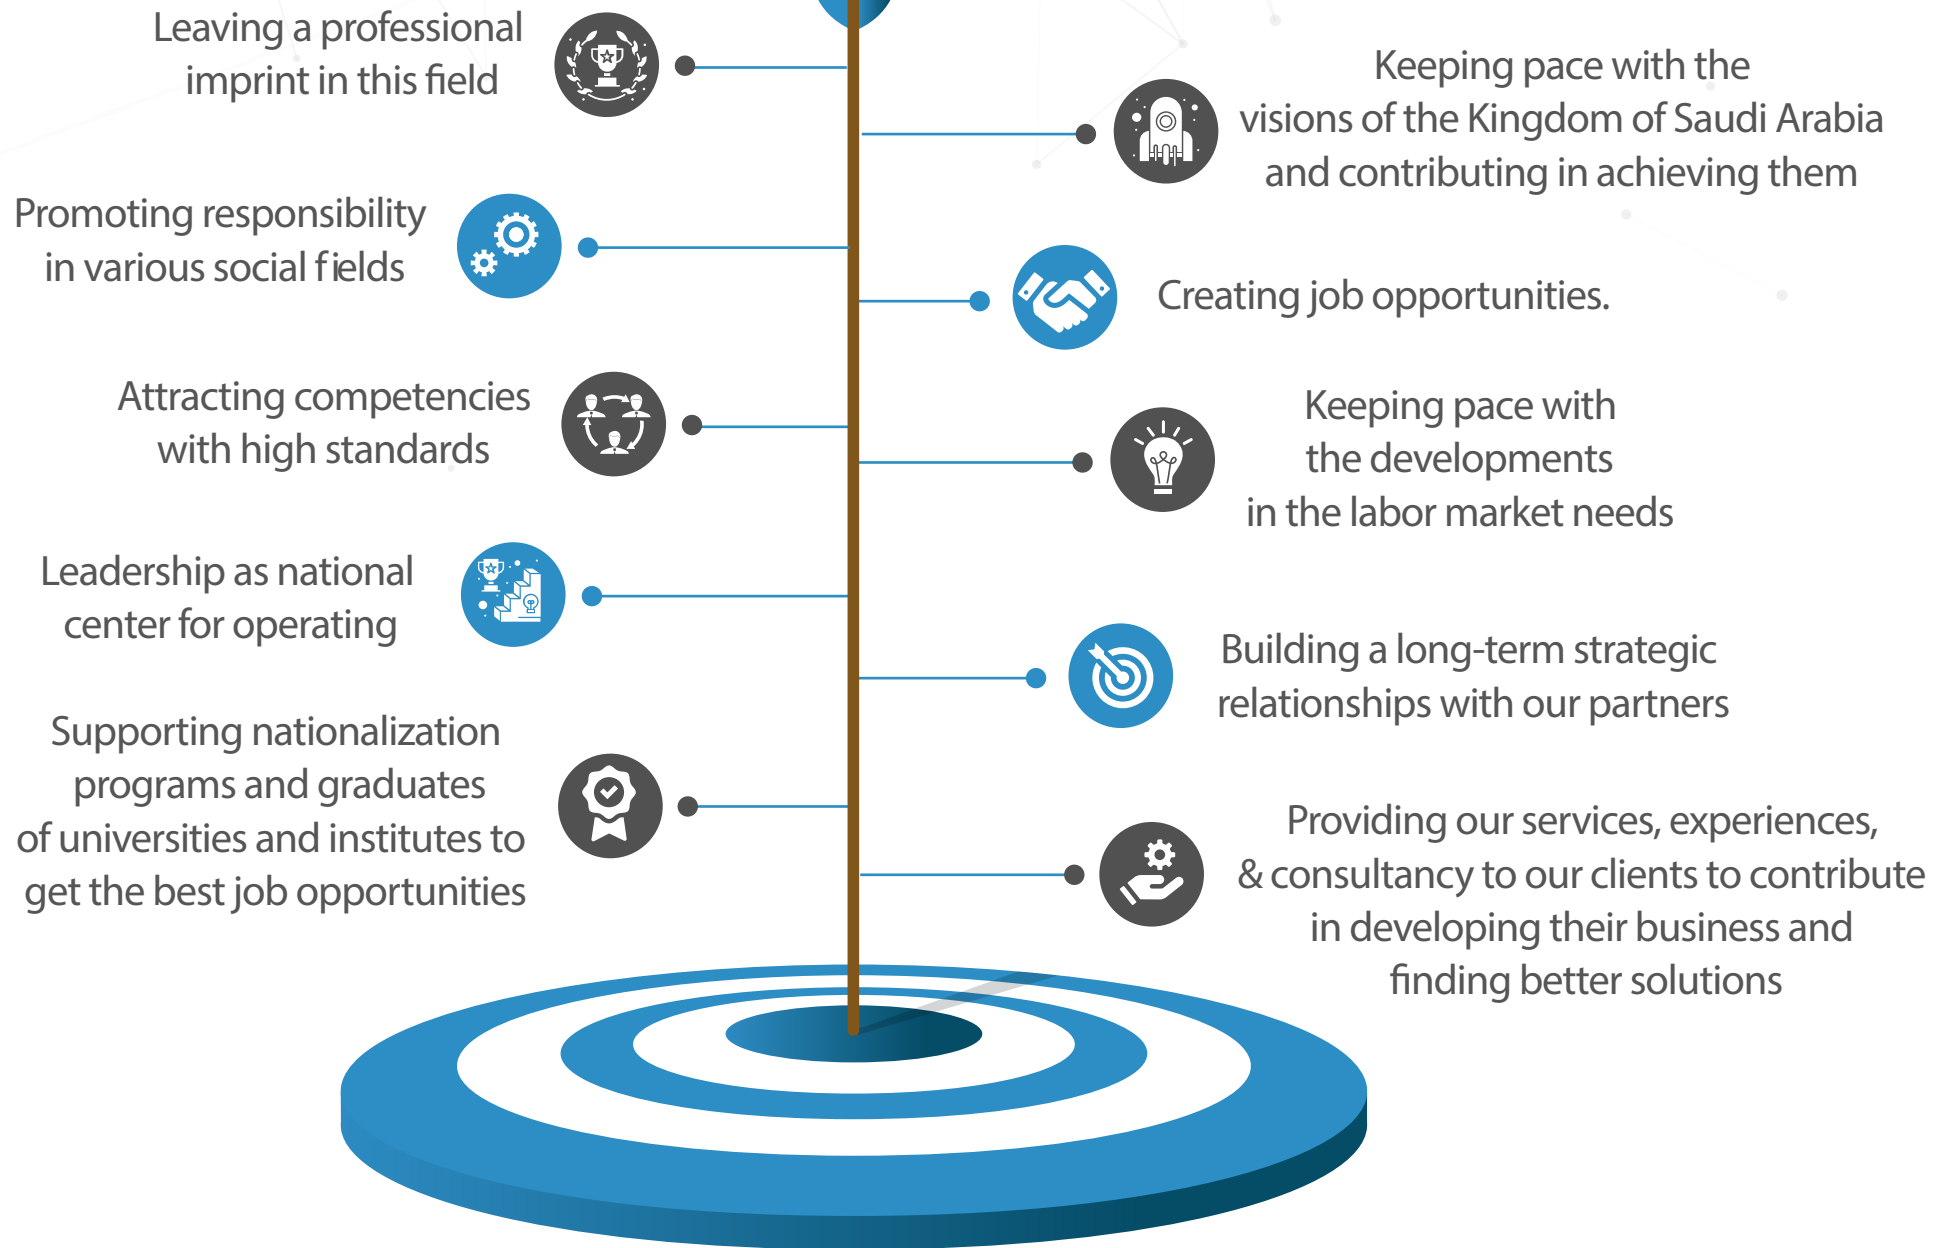 Leaving a professional
imprint in this field
Keeping pace with the
visions of the Kingdom of Saudi Arabia
and contributing in achieving them
Promoting responsibility
in various social fields
Creating job opportunities.
Attracting competencies
with high standards
Keeping pace with
the developments
in the labor market needs
Leadership as national
center for operating
Building a long-term strategic
relationships with our partners
Supporting nationalization
programs and graduates
of universities and institutes to
get the best job opportunities
Providing our services, experiences,
& consultancy to our clients to contribute
in developing their business and
finding better solutions